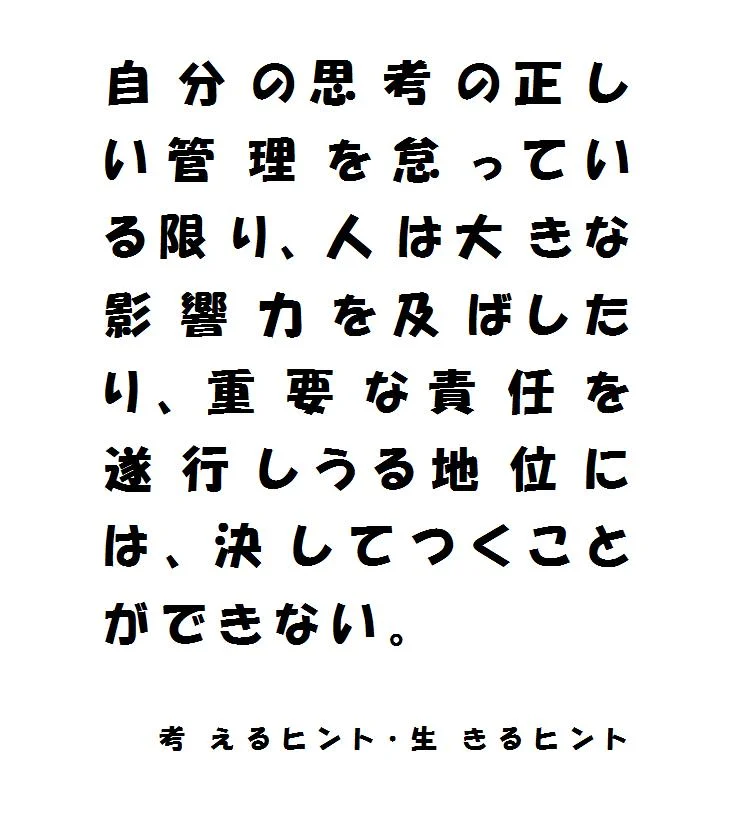 自分の思考の正し
い管理を怠ってい
る限り、人は大きな
影響力を及ばした
り、重要な責任を
遂行しうる地位に
は、決してつくこと
ができない。
考えるヒント・生きるヒント